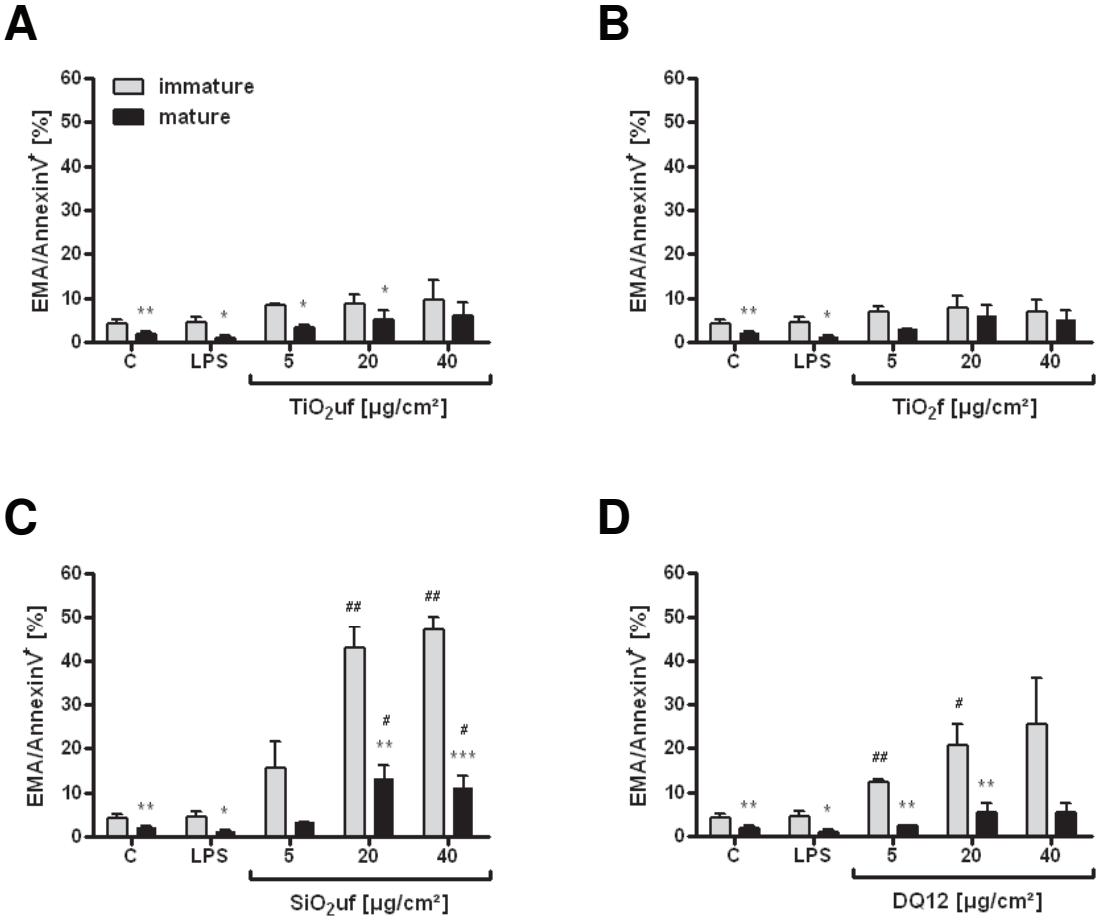 A
EMA/AnnexinV⁺ [%]
60
50
40
30
20
10
0
immature
mature
** * * *
C LPS 5 20 40
TiO₂uf [µg/cm²]
B
EMA/AnnexinV⁺ [%]
60
50
40
30
20
10
0
** *
C LPS 5 20 40
TiO₂f [µg/cm²]
C
EMA/AnnexinV⁺ [%]
60
50
40
30
20
10
0
## ##
# #
** ***
** *
C LPS 5 20 40
SiO₂uf [µg/cm²]
D
EMA/AnnexinV⁺ [%]
60
50
40
30
20
10
0
#
##
**
** * **
C LPS 5 20 40
DQ12 [µg/cm²]